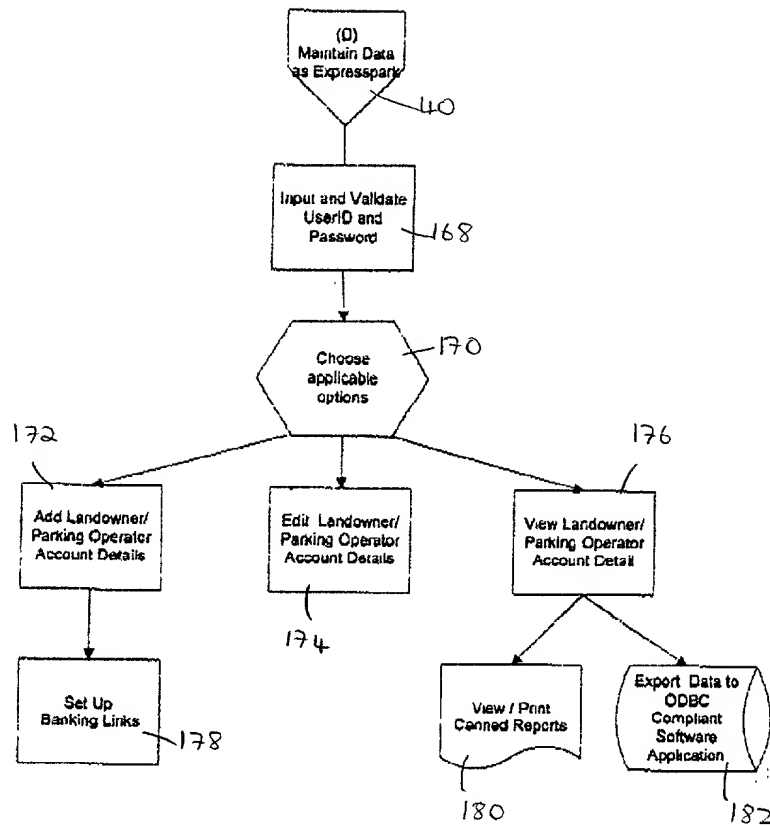 (D)
Maintain Data
as Expresspark
40
Input and Validate
UserID and
Password
168
Choose
applicable
options
170
172
176
Add Landowner/
Parking Operator
Account Details
Edit Landowner/
Parking Operator
Account Details
View Landowner/
Parking Operator
Account Detail
174
Set Up
Banking Links
178
View / Print
Canned Reports
180
Export Data to
ODBC
Compliant
Software
Application
182